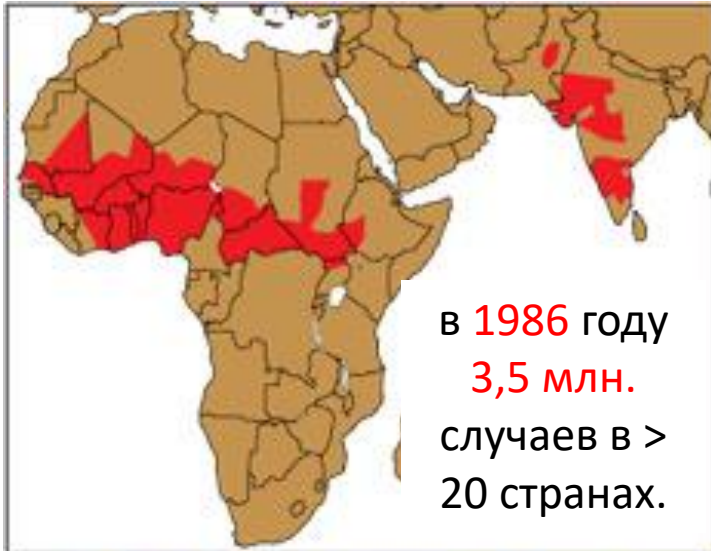 в 1986 году
3,5 млн.
случаев в >
20 странах.